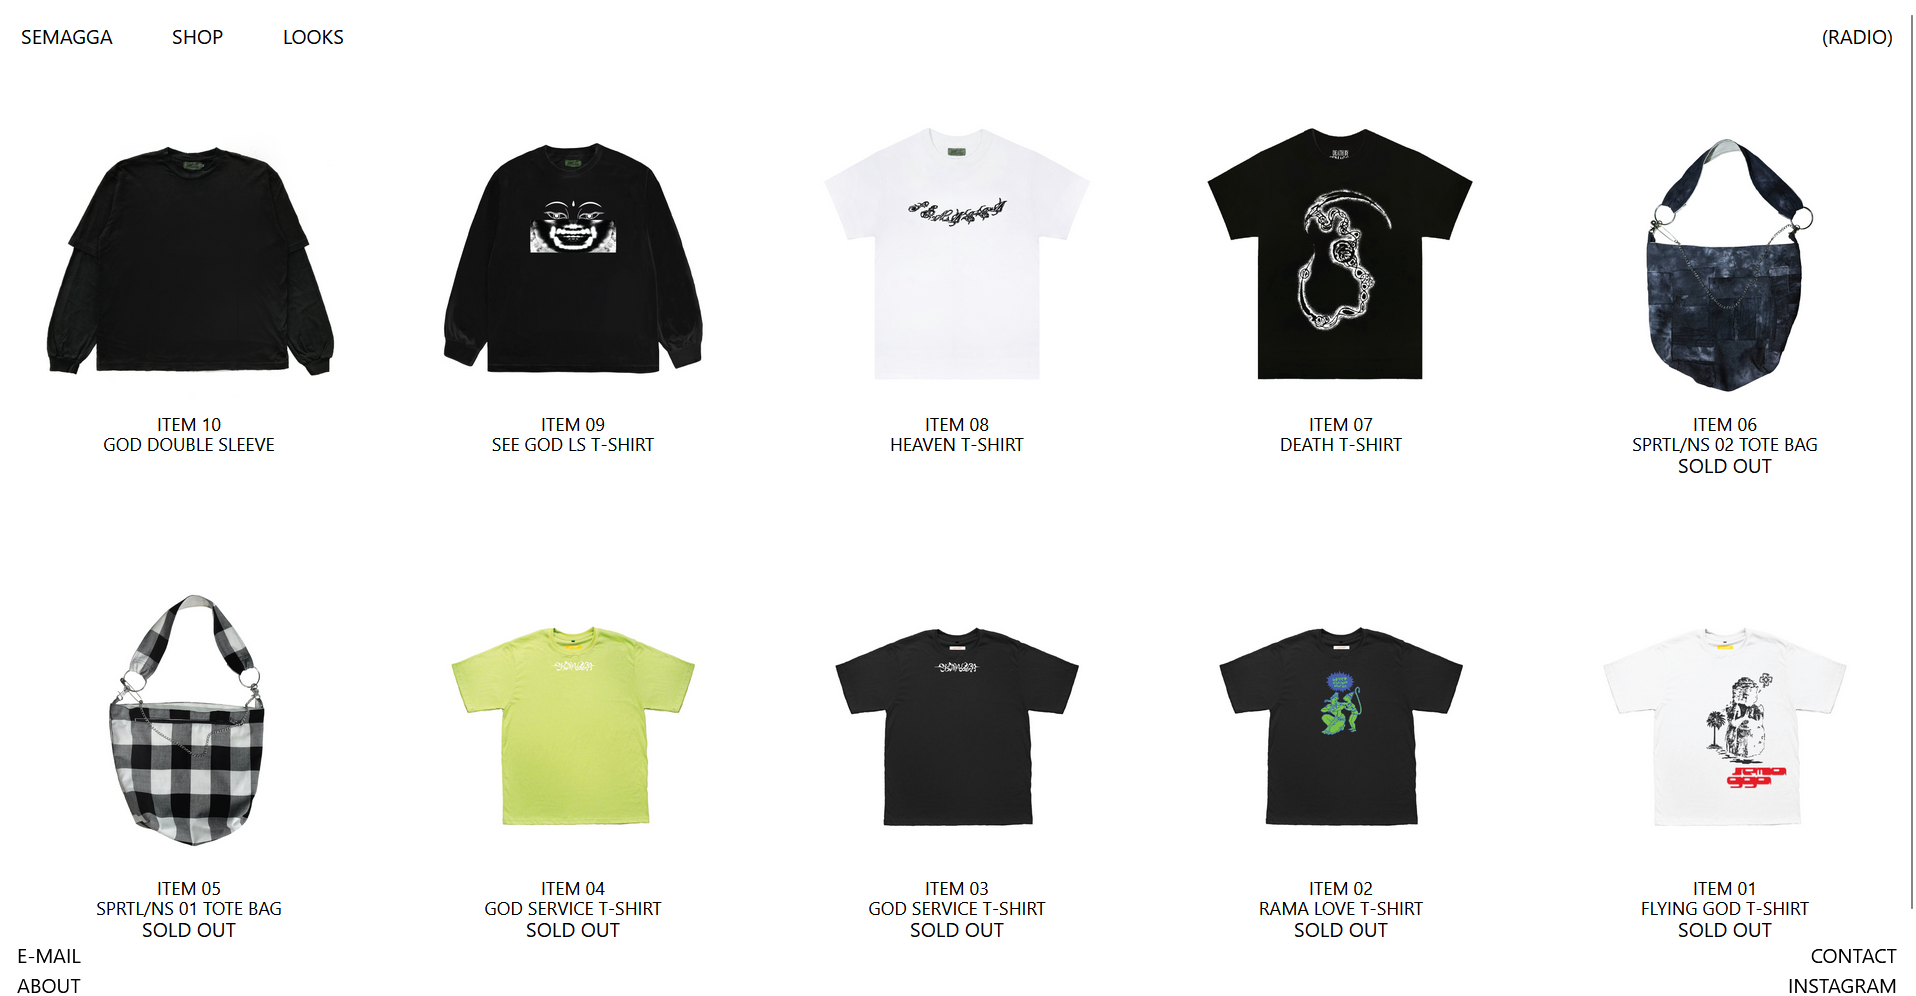 SEMAGGA SHOP LOOKS (RADIO)
ITEM 10
GOD DOUBLE SLEEVE
ITEM 09
SEE GOD LS T-SHIRT
ITEM 08
HEAVEN T-SHIRT
ITEM 07
DEATH T-SHIRT
ITEM 06
SPRTL/NS 02 TOTE BAG
SOLD OUT
ITEM 05
SPRTL/NS 01 TOTE BAG
SOLD OUT
ITEM 04
GOD SERVICE T-SHIRT
SOLD OUT
ITEM 03
GOD SERVICE T-SHIRT
SOLD OUT
ITEM 02
RAMA LOVE T-SHIRT
SOLD OUT
ITEM 01
FLYING GOD T-SHIRT
SOLD OUT
E-MAIL
ABOUT
CONTACT
INSTAGRAM